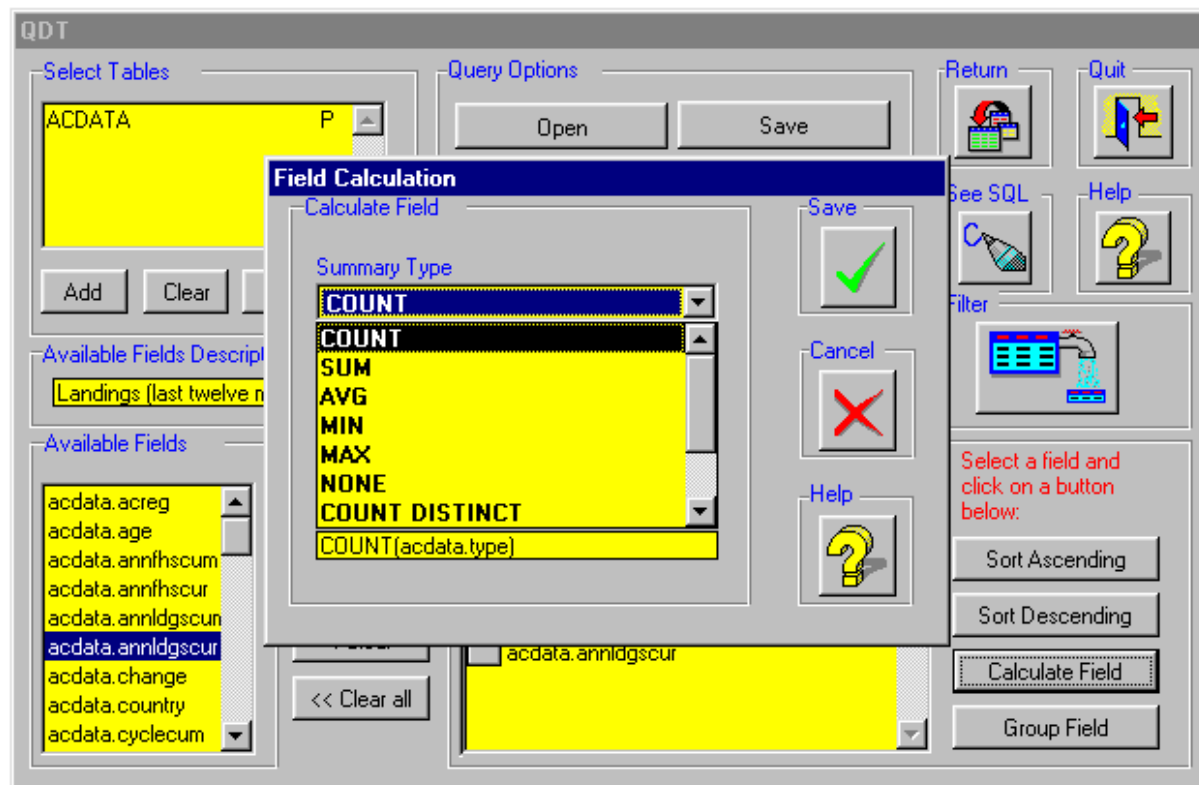 QDT
Select Tables
ACDATA P
Add
Clear
Query Options
Open
Save
Return
Quit
See SQL
Help
Filter
Field Calculation
Calculate Field
Summary Type
COUNT
COUNT
SUM
AVG
MIN
MAX
NONE
COUNT DISTINCT
COUNT(acdata.type)
Save
Cancel
Help
Available Fields Descript
Landings (last twelve
Available Fields
acdata.acreg
acdata.age
acdata.annfhscum
acdata.annfhscur
acdata.annldgscum
acdata.annldgscur
acdata.change
acdata.country
acdata.cyclecum
<< Clear all
acdata.annldgscur
Select a field and
click on a button
below:
Sort Ascending
Sort Descending
Calculate Field
Group Field